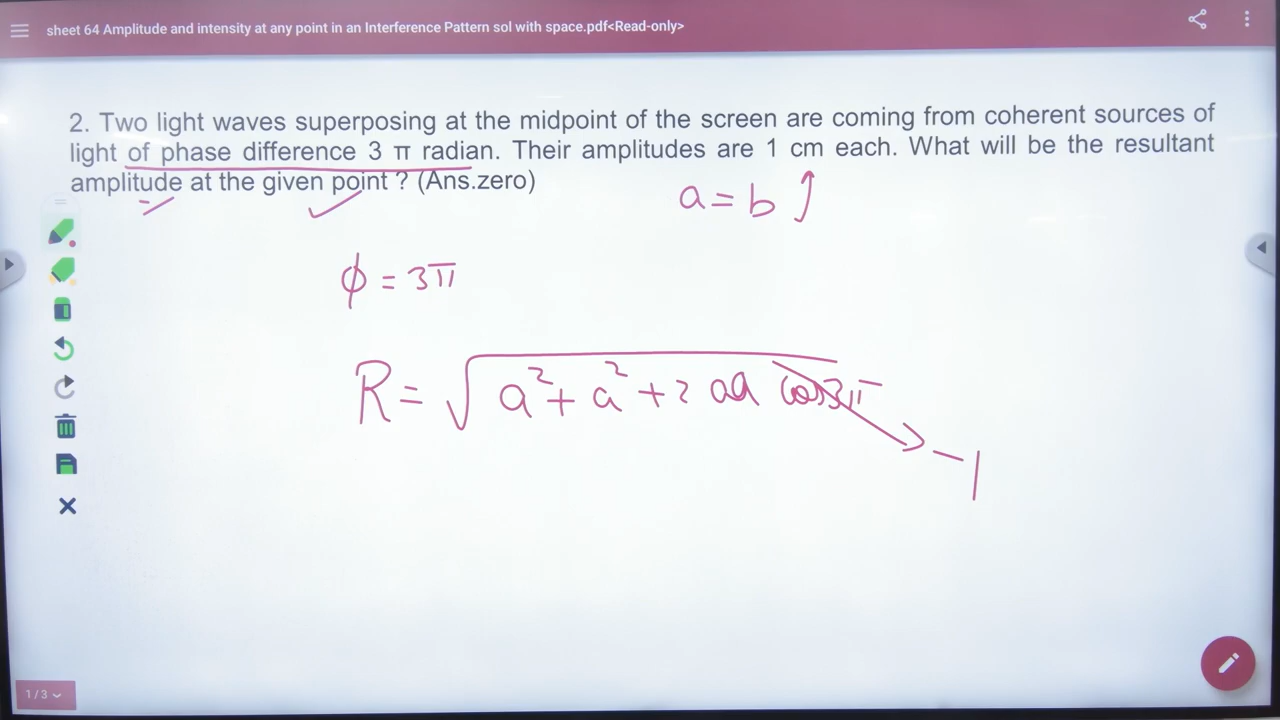 sheet 64 Amplitude and intensity at any point in an Interference Pattern sol with space.pdf<Read-only>
2. Two light waves superposing at the midpoint of the screen are coming from coherent sources of
light of phase difference 3 π radian. Their amplitudes are 1 cm each. What will be the resultant
amplitude at the given point ? (Ans.zero)
a = b
φ = 3π
R = √a² + a² + 2 aa cos3π
-1
1/3